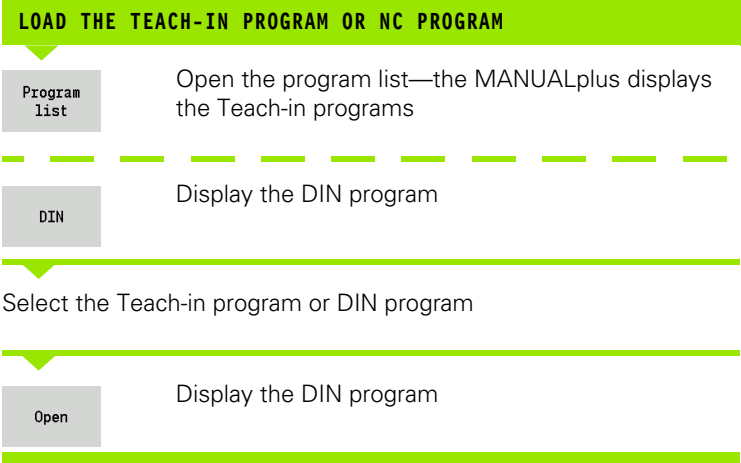 LOAD THE TEACH-IN PROGRAM OR NC PROGRAM
Program
list
Open the program list—the MANUALplus displays
the Teach-in programs
DIN
Display the DIN program
Select the Teach-in program or DIN program
Open
Display the DIN program